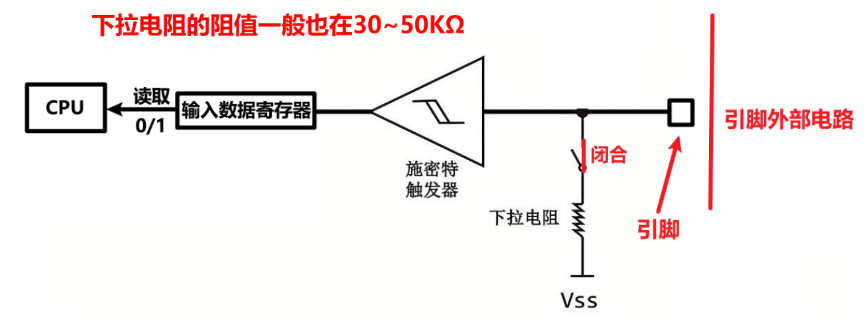 下拉电阻的阻值一般也在30~50KΩ
CPU
读取
0/1
输入数据寄存器
施密特
触发器
闭合
下拉电阻
Vss
引脚
引脚外部电路